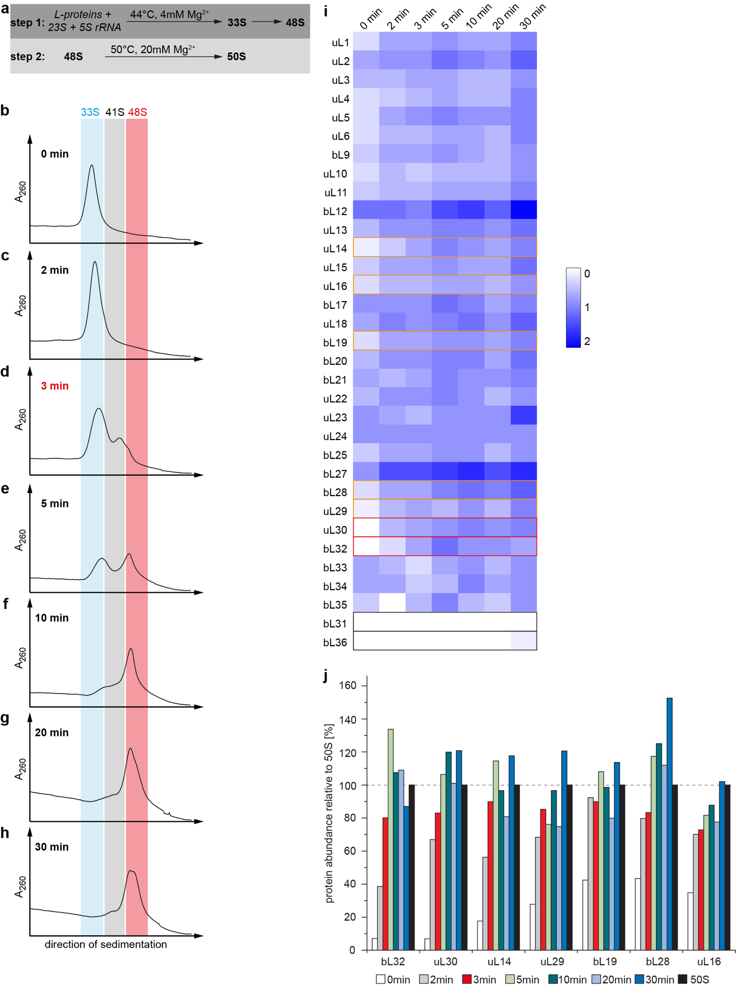 a
step 1:
L-proteins +
23S + 5S rRNA
44°C, 4mM Mg²⁺
33S
48S
step 2:
48S
50°C, 20mM Mg²⁺
50S
b
33S 41S 48S
0 min
A₂₆₀
c
2 min
A₂₆₀
d
3 min
A₂₆₀
e
5 min
A₂₆₀
f
10 min
A₂₆₀
g
20 min
A₂₆₀
h
30 min
A₂₆₀
direction of sedimentation
i
0 min 2 min 3 min 5 min 10 min 20 min 30 min
uL1
uL2
uL3
uL4
uL5
uL6
bL9
uL10
uL11
bL12
uL13
uL14
uL15
uL16
bL17
uL18
bL19
bL20
bL21
uL22
uL23
uL24
bL25
bL27
bL28
uL29
uL30
bL32
bL33
bL34
bL35
bL31
bL36
0
1
2
j
protein abundance relative to 50S [%]
160
140
120
100
80
60
40
20
0
bL32 uL30 uL14 uL29 bL19 bL28 uL16
0min 2min 3min 5min 10min 20min 30min 50S